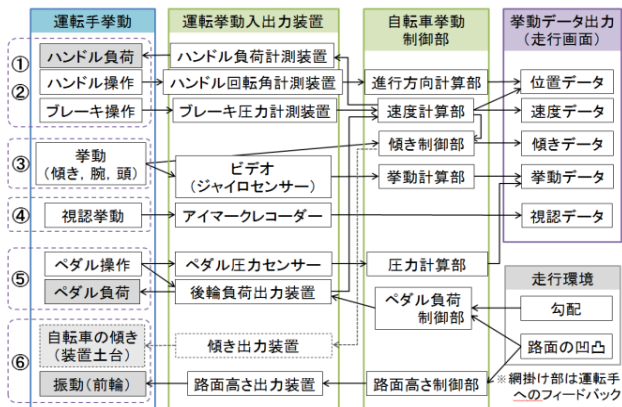 運転手挙動
運転挙動入出力装置
自転車挙動
制御部
挙動データ出力
(走行画面)
①
ハンドル負荷
ハンドル負荷計測装置
②
ハンドル操作
ハンドル回転角計測装置
進行方向計算部
位置データ
ブレーキ操作
ブレーキ圧力計測装置
速度計算部
速度データ
傾き制御部
傾きデータ
③
挙動
(傾き, 腕, 頭)
ビデオ
(ジャイロセンサー)
挙動計算部
挙動データ
④
視認挙動
アイマークレコーダー
視認データ
⑤
ペダル操作
ペダル圧力センサー
圧力計算部
ペダル負荷
後輪負荷出力装置
ペダル負荷
制御部
走行環境
勾配
路面の凹凸
⑥
自転車の傾き
(装置土台)
傾き出力装置
振動(前輪)
路面高さ出力装置
路面高さ制御部
※網掛け部は運転手
へのフィードバック